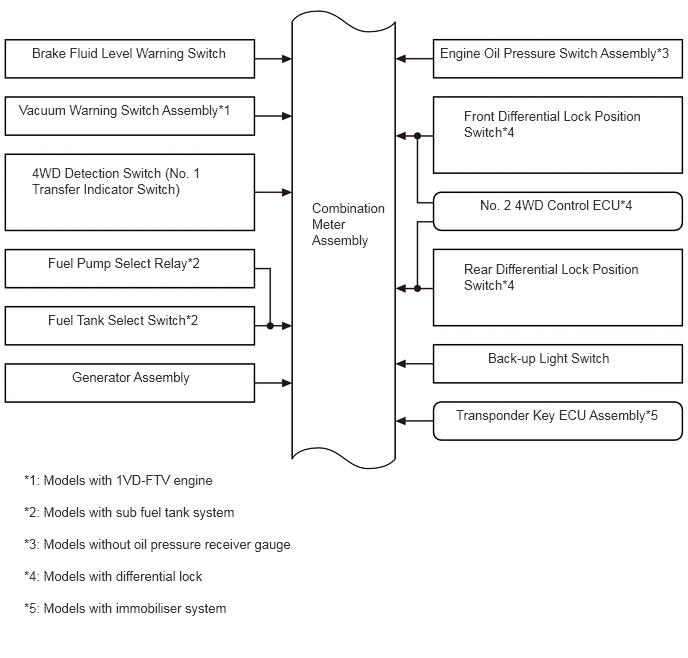 Brake Fluid Level Warning Switch
Vacuum Warning Switch Assembly*1
4WD Detection Switch (No. 1
Transfer Indicator Switch)
Fuel Pump Select Relay*2
Fuel Tank Select Switch*2
Generator Assembly
Combination
Meter
Assembly
Engine Oil Pressure Switch Assembly*3
Front Differential Lock Position
Switch*4
No. 2 4WD Control ECU*4
Rear Differential Lock Position
Switch*4
Back-up Light Switch
Transponder Key ECU Assembly*5
*1: Models with 1VD-FTV engine
*2: Models with sub fuel tank system
*3: Models without oil pressure receiver gauge
*4: Models with differential lock
*5: Models with immobiliser system